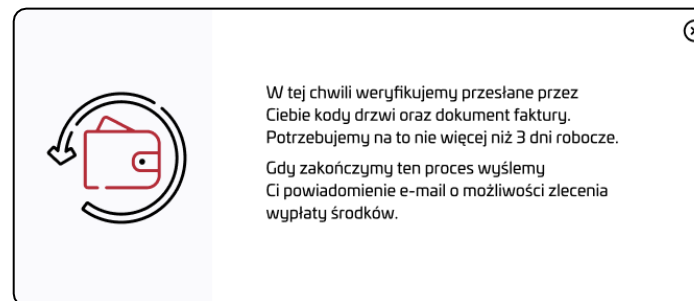 W tej chwili weryfikujemy przesłane przez
Ciebie kody drzwi oraz dokument faktury.
Potrzebujemy na to nie więcej niż 3 dni robocze.
Gdy zakończymy ten proces wyślemy
Ci powiadomienie e-mail o możliwości zlecenia
wypłaty środków.